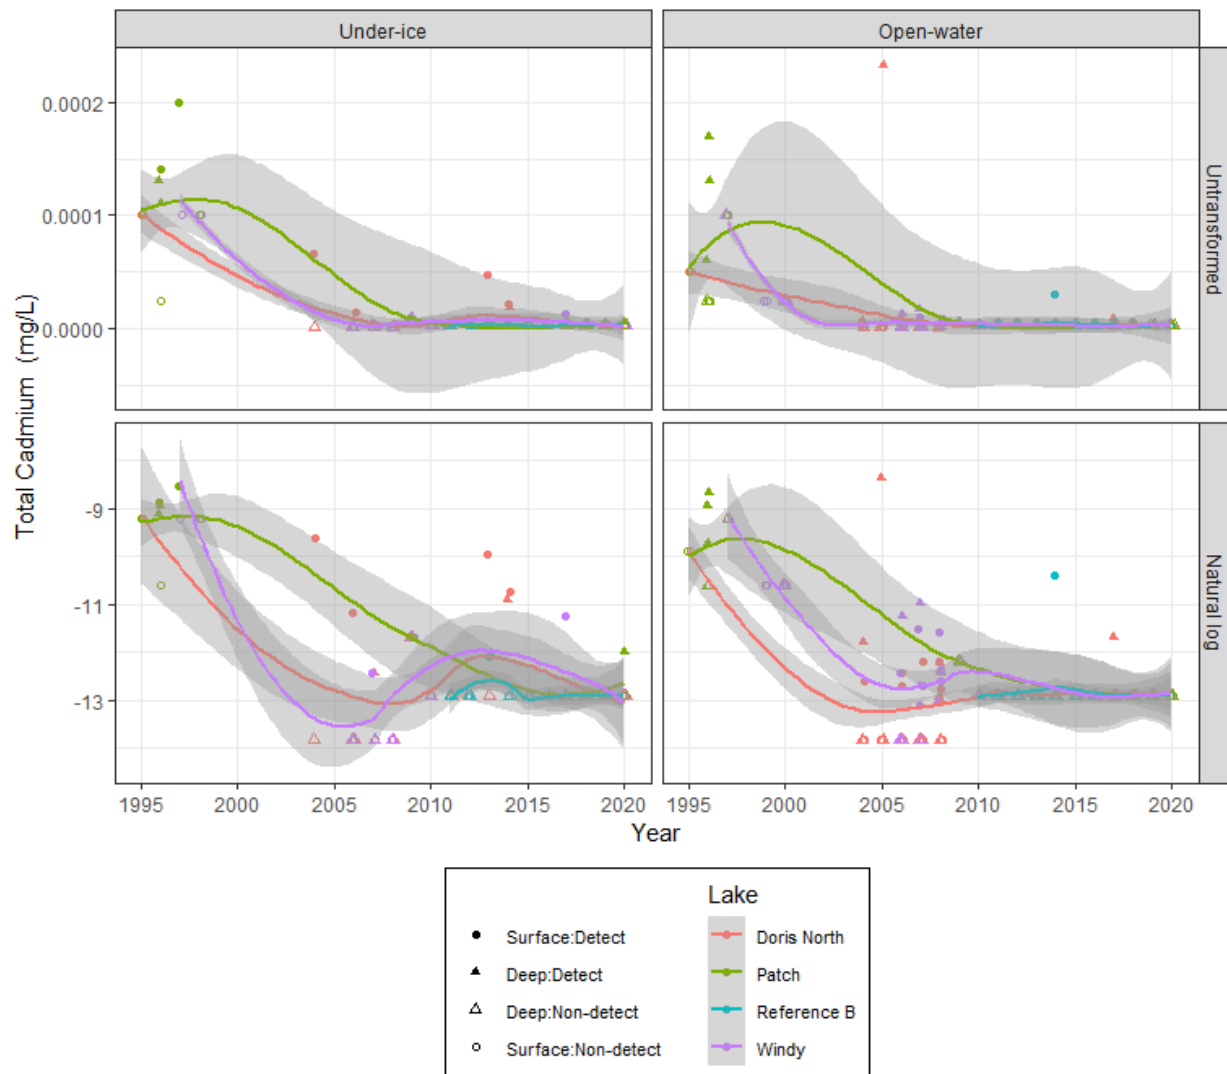 Under-ice Open-water
0.0002
0.0001
0.0000
Untransformed
Total Cadmium (mg/L)
-9
-11
-13
Natural log
1995 2000 2005 2010 2015 2020 1995 2000 2005 2010 2015 2020
Year
Lake
Surface:Detect Doris North
Deep:Detect Patch
Deep:Non-detect Reference B
Surface:Non-detect Windy